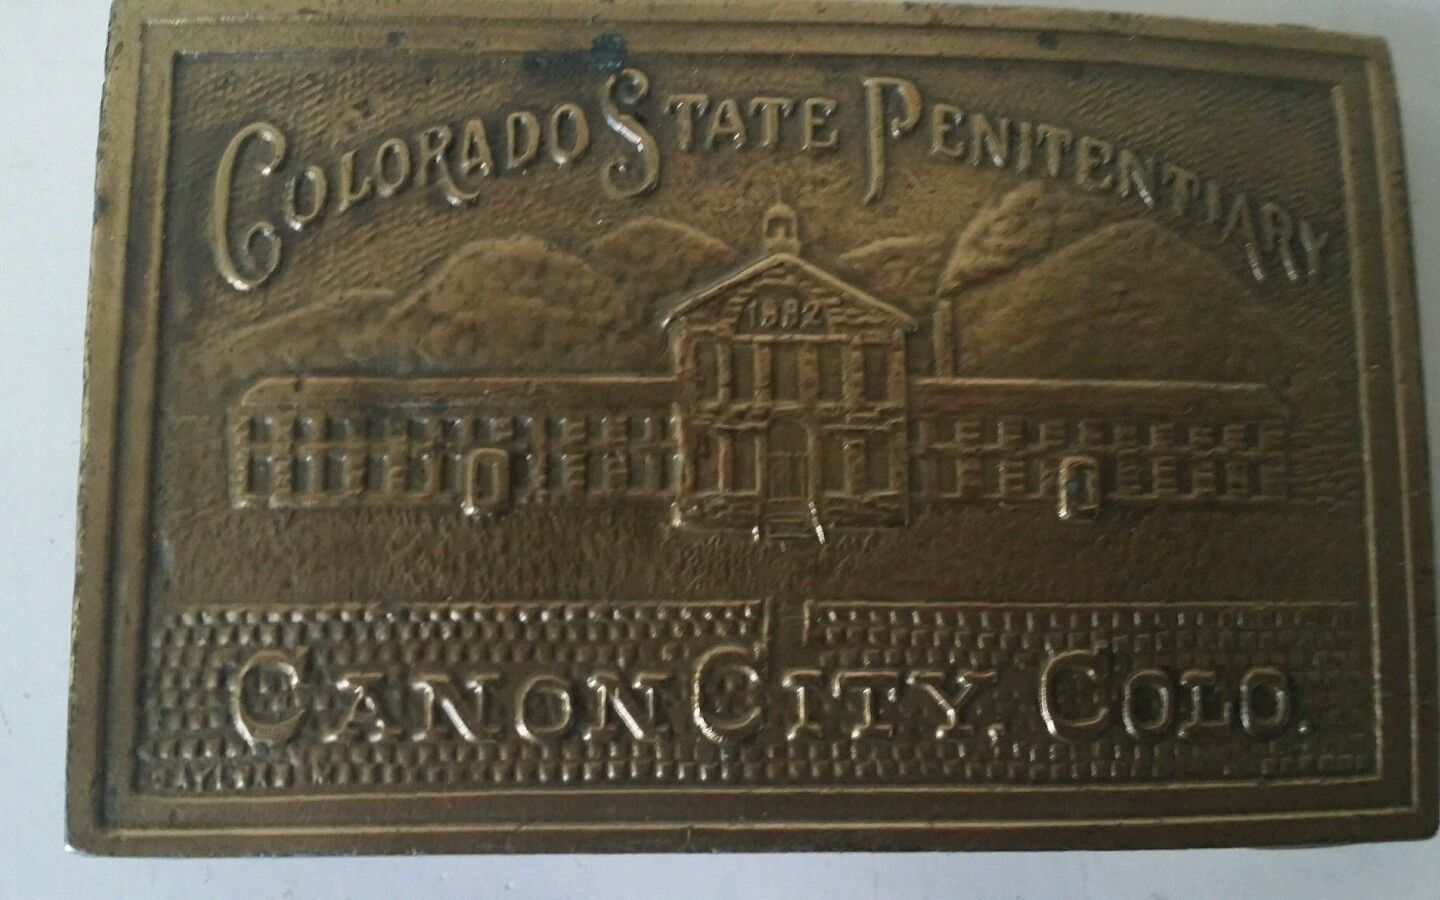 COLORADO STATE PENITENTIARY
1882
CANON CITY, COLO.